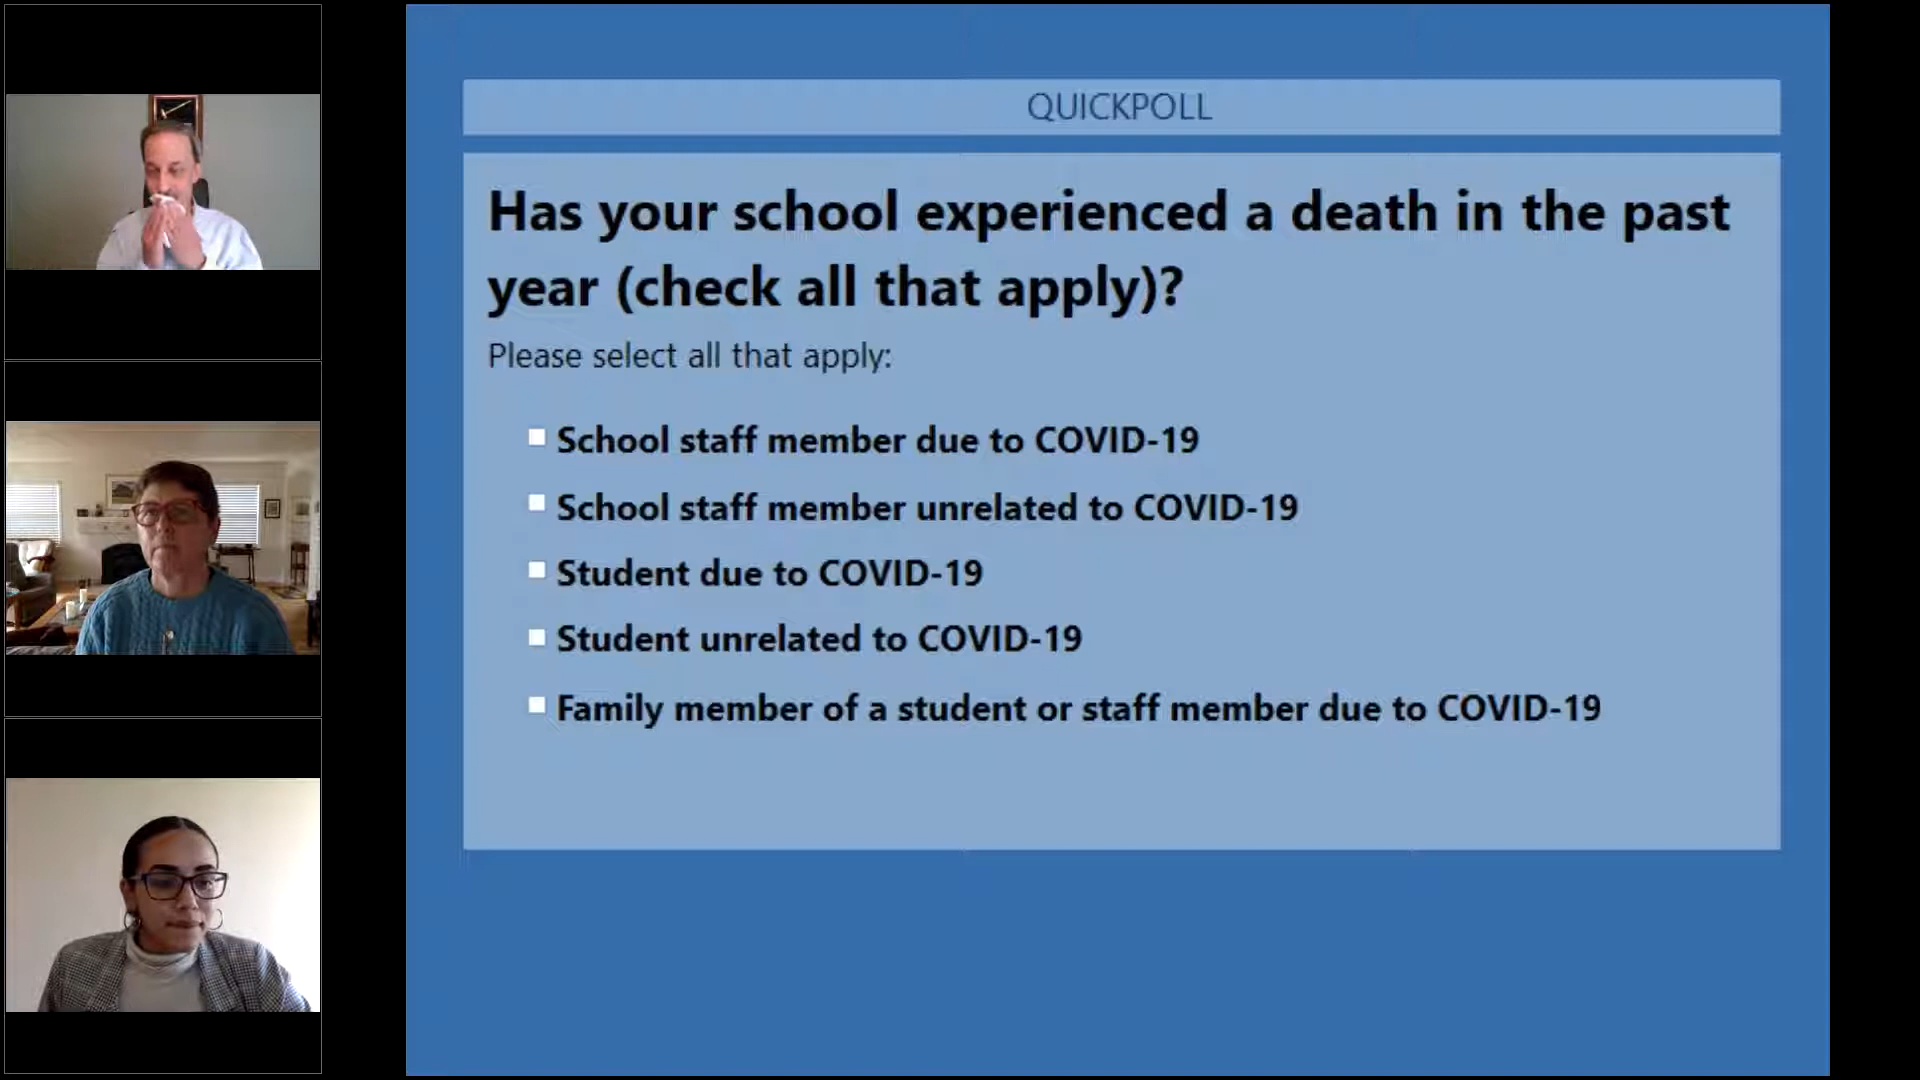 QUICKPOLL
Has your school experienced a death in the past
year (check all that apply)?
Please select all that apply:
School staff member due to COVID-19
School staff member unrelated to COVID-19
Student due to COVID-19
Student unrelated to COVID-19
Family member of a student or staff member due to COVID-19